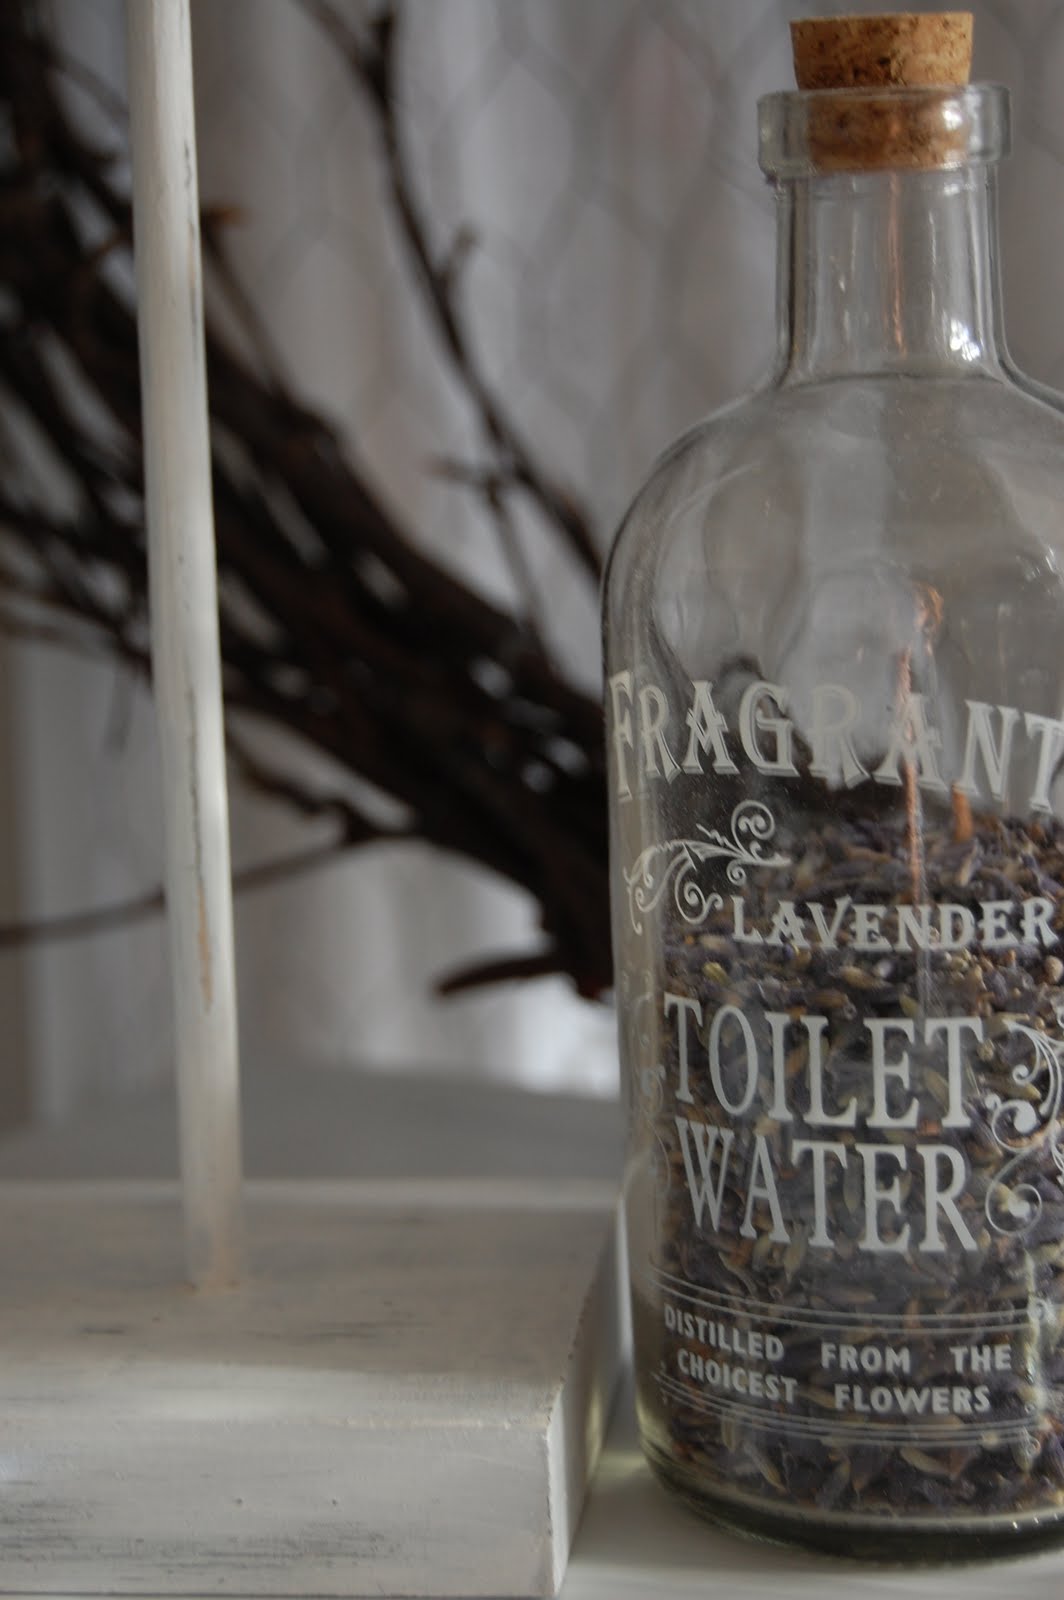 FRAGRANT
LAVENDER
TOILET
WATER
DISTILLED FROM THE
CHOICEST FLOWERS